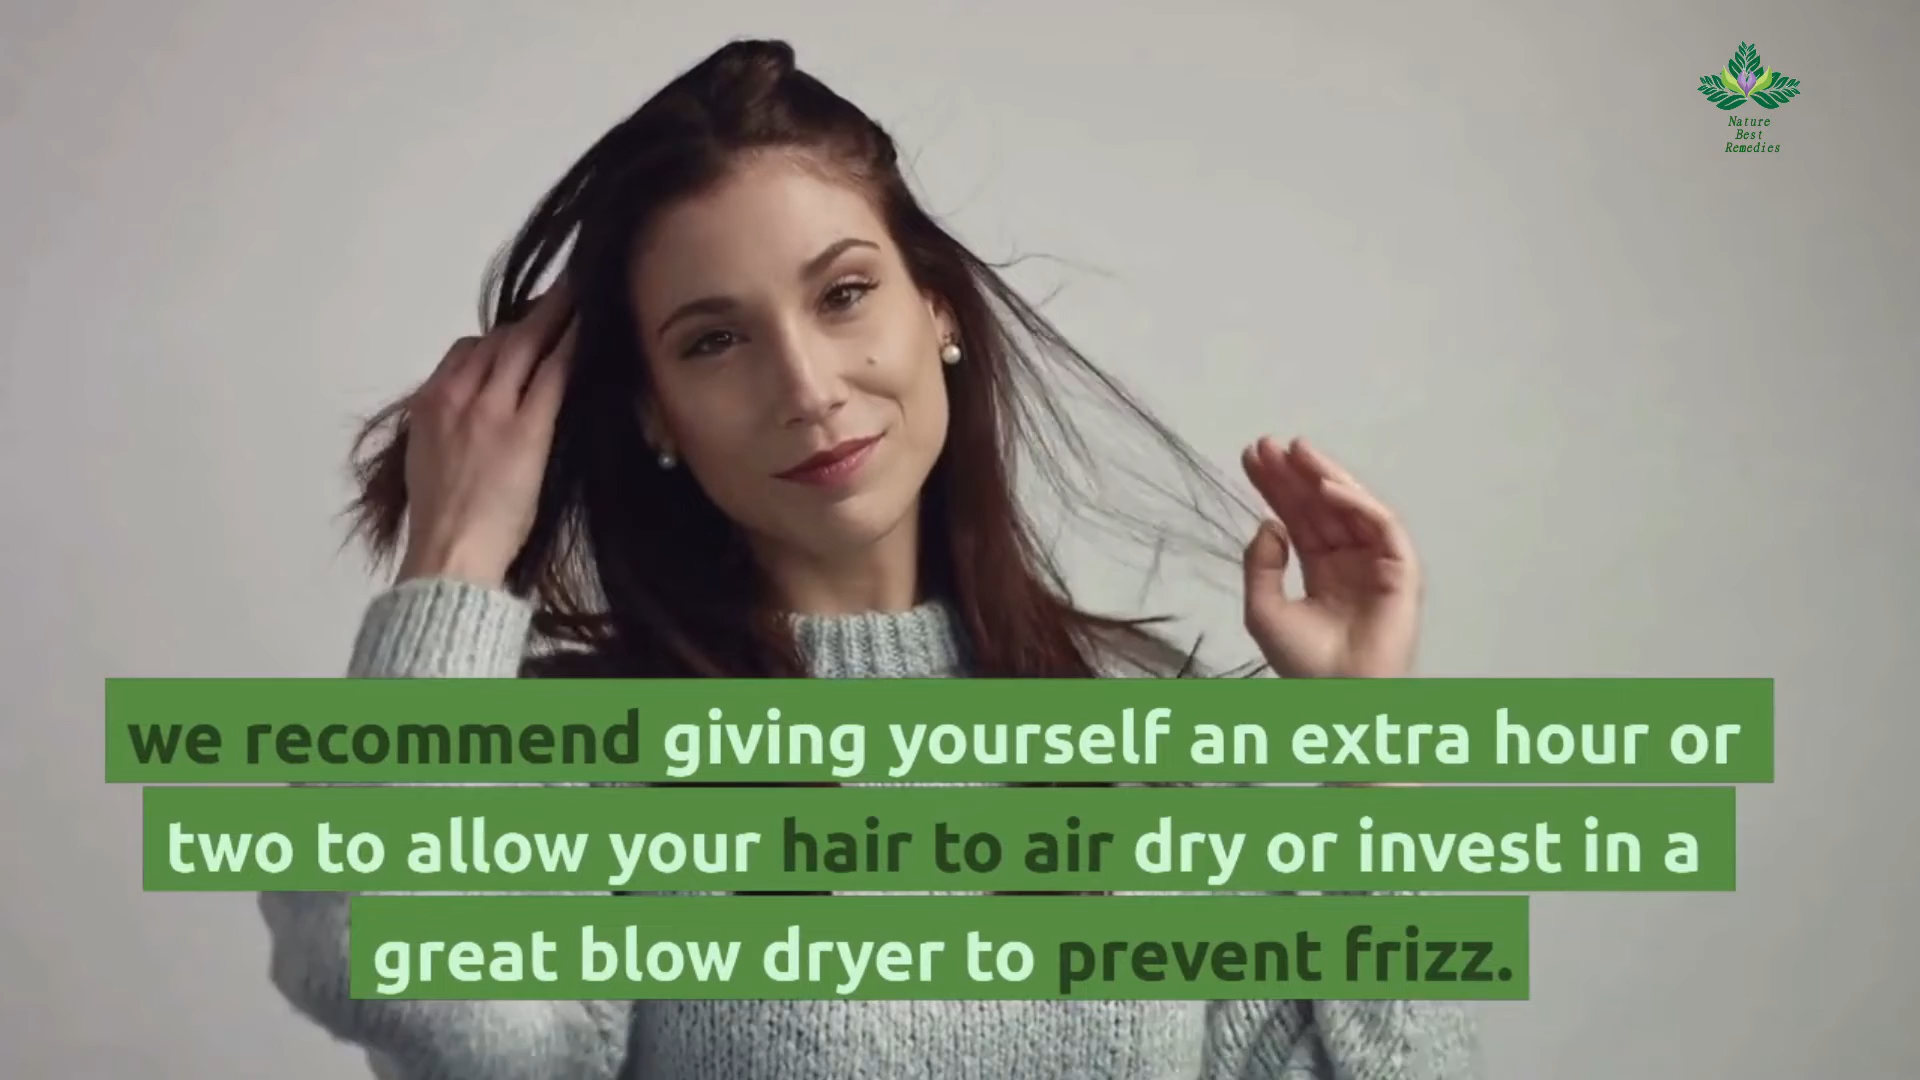 Nature
Best
Remedies
we recommend giving yourself an extra hour or
two to allow your hair to air dry or invest in a
great blow dryer to prevent frizz.